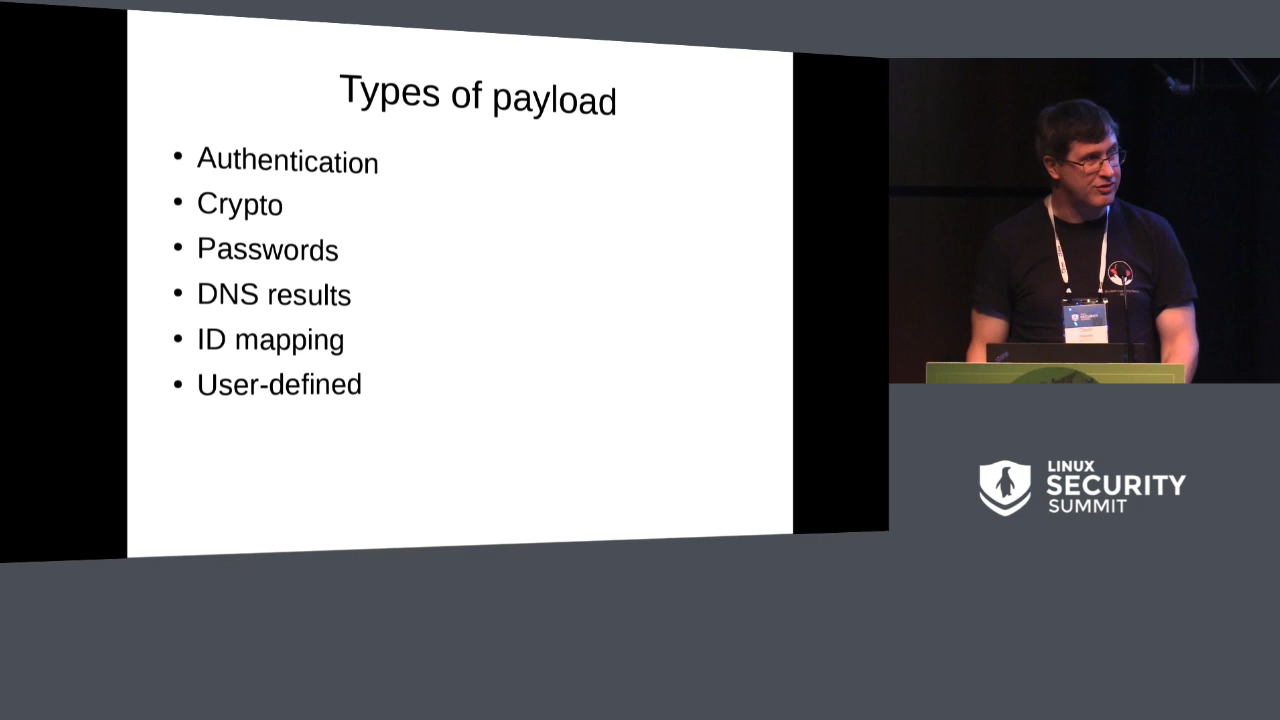 Types of payload
• Authentication
• Crypto
• Passwords
• DNS results
• ID mapping
• User-defined
LINUX
SECURITY
SUMMIT